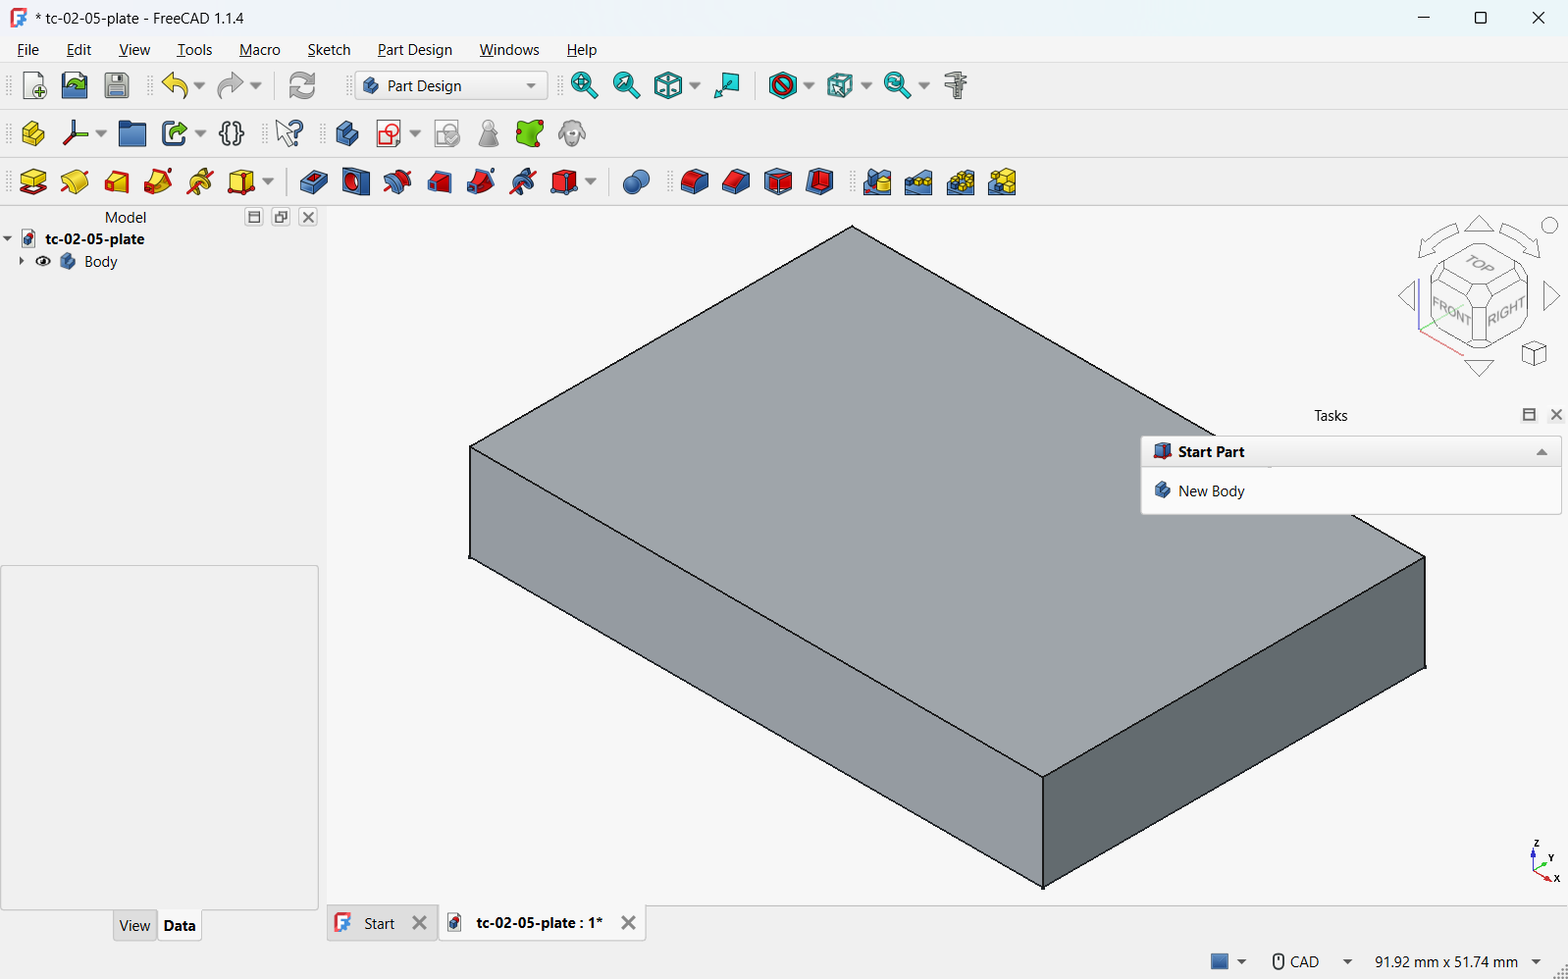 * tc-02-05-plate - FreeCAD 1.1.4
File Edit View Tools Macro Sketch Part Design Windows Help
Part Design
Model
tc-02-05-plate
Body
TOP
FRONT
RIGHT
Tasks
Start Part
New Body
Z
Y
X
View Data
Start
tc-02-05-plate : 1*
CAD
91.92 mm x 51.74 mm